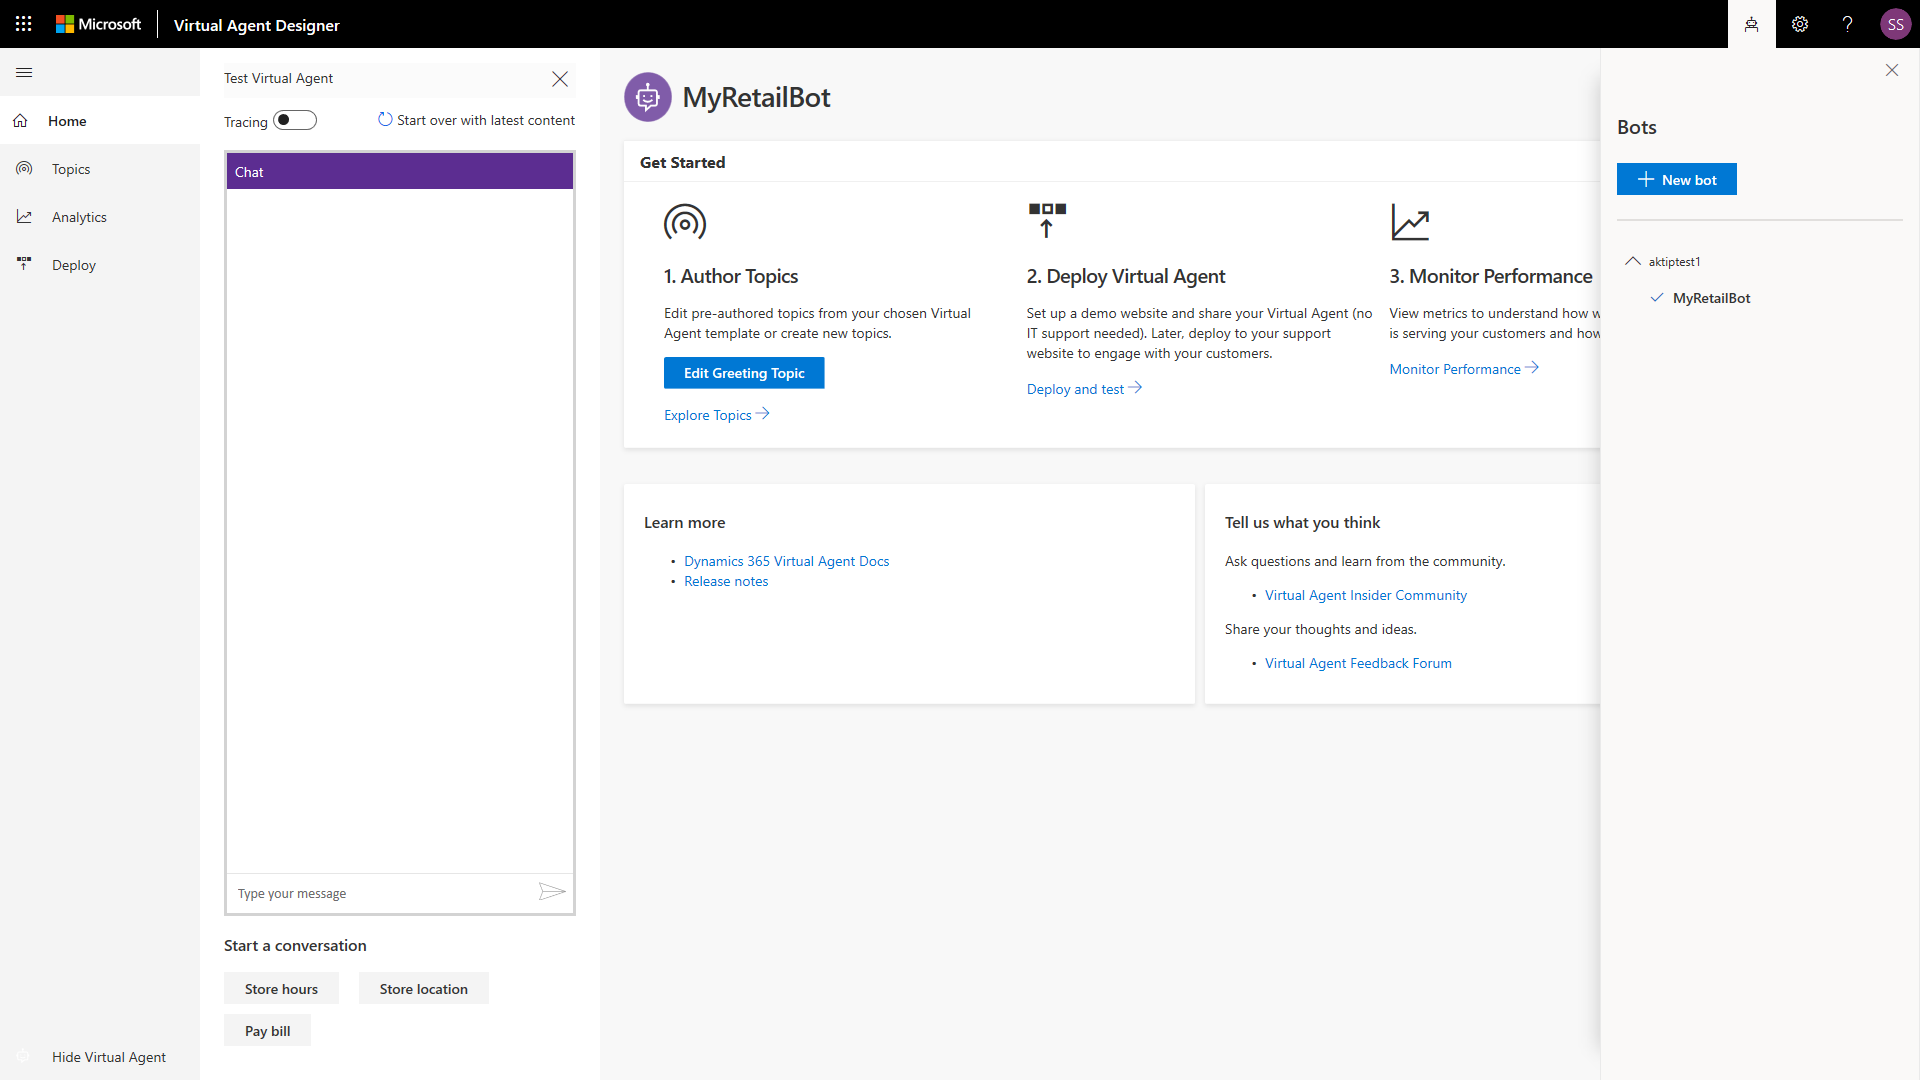 Microsoft
Virtual Agent Designer
SS
Home
Topics
Analytics
Deploy
Hide Virtual Agent
Test Virtual Agent
Tracing
Start over with latest content
Chat
Type your message
Start a conversation
Store hours
Store location
Pay bill
MyRetailBot
Get Started
1. Author Topics
Edit pre-authored topics from your chosen Virtual
Agent template or create new topics.
Edit Greeting Topic
Explore Topics
2. Deploy Virtual Agent
Set up a demo website and share your Virtual Agent (no
IT support needed). Later, deploy to your support
website to engage with your customers.
Deploy and test
3. Monitor Performance
View metrics to understand how
is serving your customers and how
Monitor Performance
Learn more
• Dynamics 365 Virtual Agent Docs
• Release notes
Tell us what you think
Ask questions and learn from the community.
• Virtual Agent Insider Community
Share your thoughts and ideas.
• Virtual Agent Feedback Forum
Bots
New bot
aktiptest1
MyRetailBot